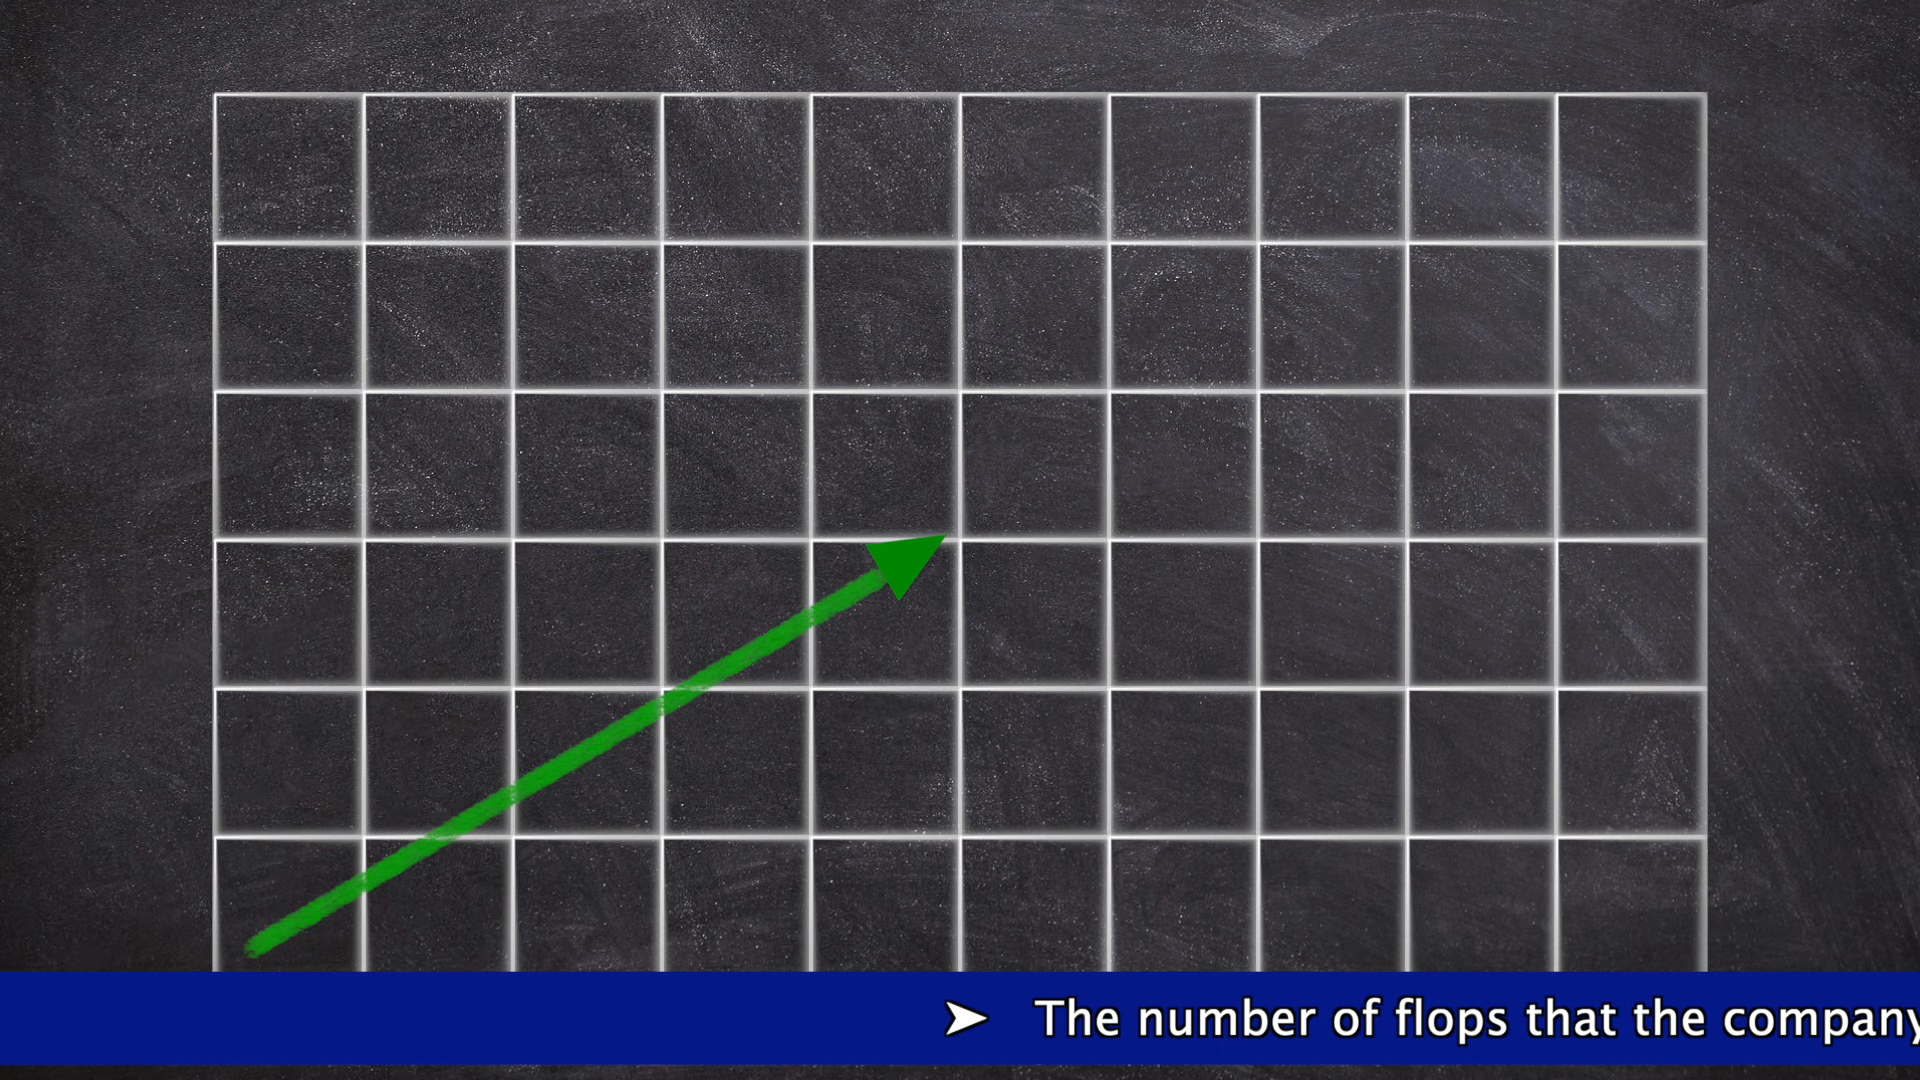 ➤ The number of flops that the company